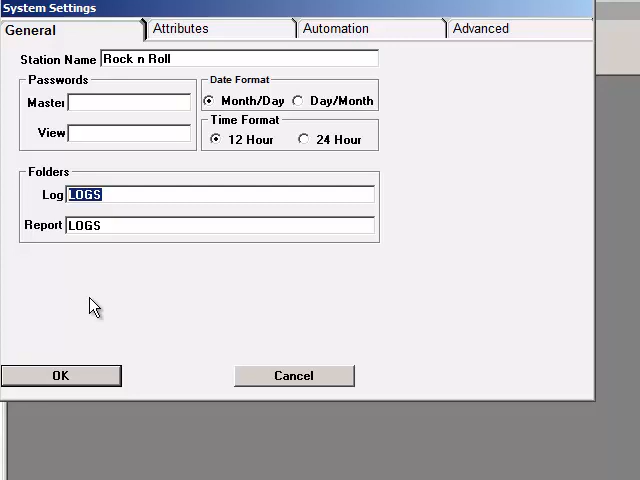 System Settings
General
Attributes
Automation
Advanced
Station Name Rock n Roll
Passwords
Master
View
Date Format
Month/Day Day/Month
Time Format
12 Hour 24 Hour
Folders
Log LOGS
Report LOGS
OK
Cancel